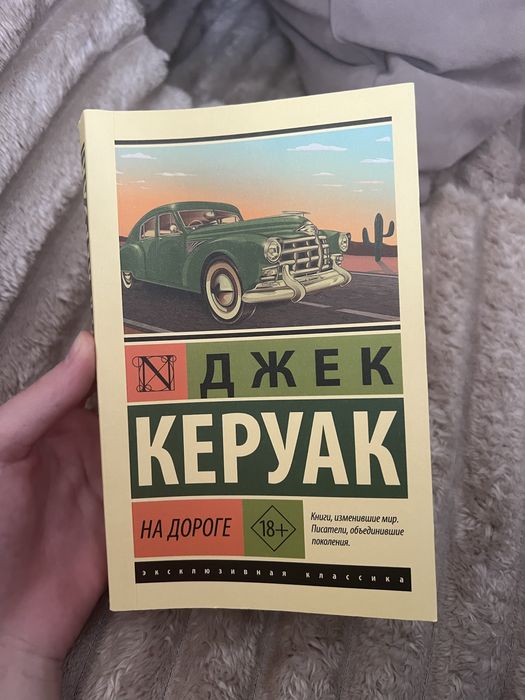 N
ДЖЕК
КЕРУАК
НА ДОРОГЕ
18+
Книги, изменившие мир.
Писатели, объединившие
поколения.
эксклюзивная классика